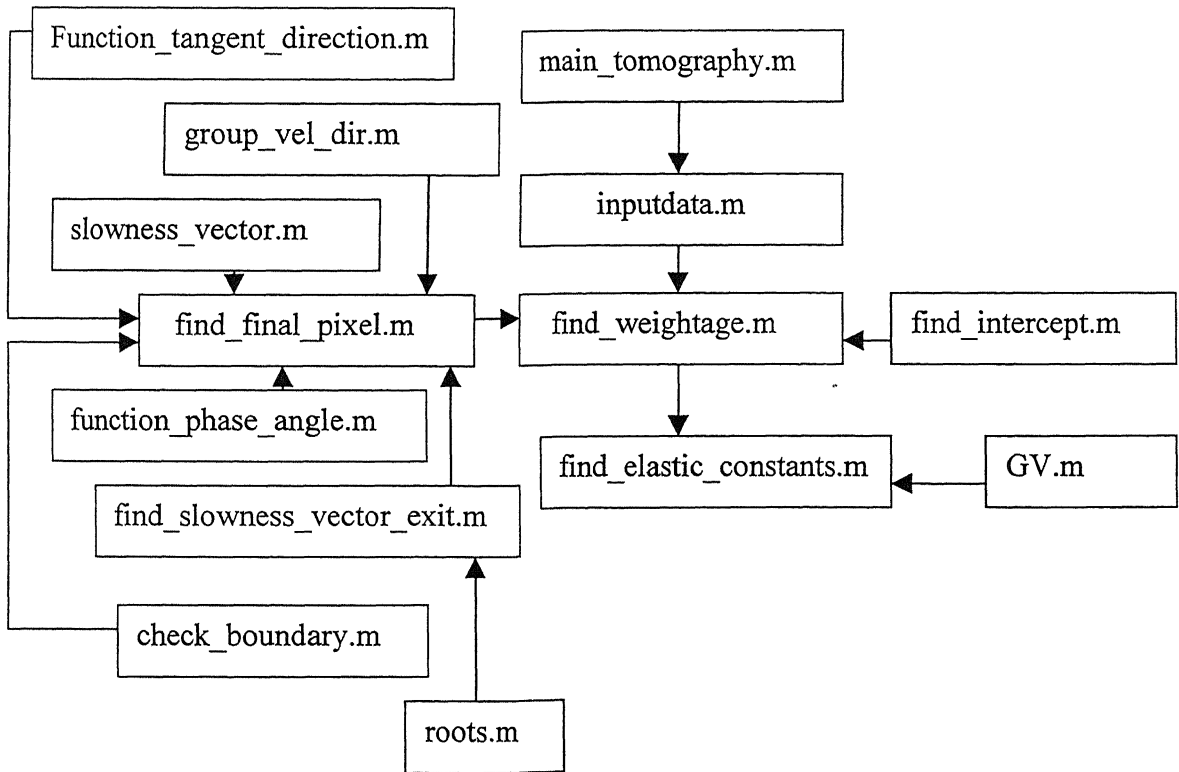 Function_tangent_direction.m
main_tomography.m
group_vel_dir.m
inputdata.m
slowness_vector.m
find_final_pixel.m
find_weightage.m
find_intercept.m
function_phase_angle.m
find_elastic_constants.m
GV.m
find_slowness_vector_exit.m
check_boundary.m
roots.m